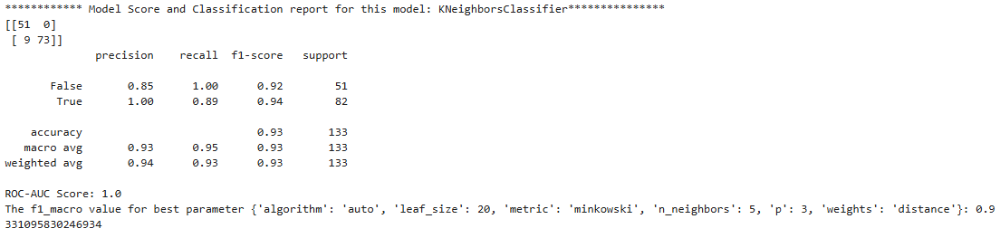 ************ Model Score and Classification report for this model: KNeighborsClassifier***************
[[51  0]
 [ 9 73]]
              precision    recall  f1-score   support

       False       0.85      1.00      0.92        51
        True       1.00      0.89      0.94        82

    accuracy                           0.93       133
   macro avg       0.93      0.95      0.93       133
weighted avg       0.94      0.93      0.93       133

ROC-AUC Score: 1.0
The f1_macro value for best parameter {'algorithm': 'auto', 'leaf_size': 20, 'metric': 'minkowski', 'n_neighbors': 5, 'p': 3, 'weights': 'distance'}: 0.9
331095830246934